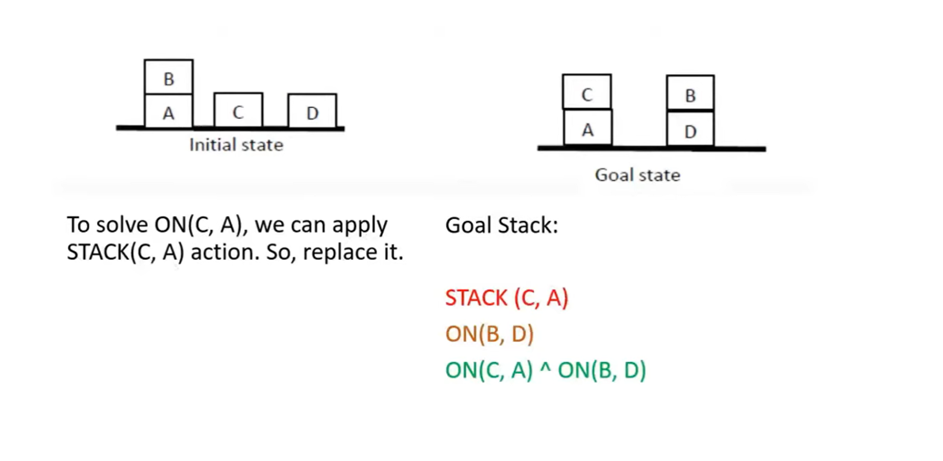 B
A
C
D
Initial state
C
A
B
D
Goal state
To solve ON(C, A), we can apply
STACK(C, A) action. So, replace it.
Goal Stack:
STACK (C, A)
ON(B, D)
ON(C, A) ^ ON(B, D)